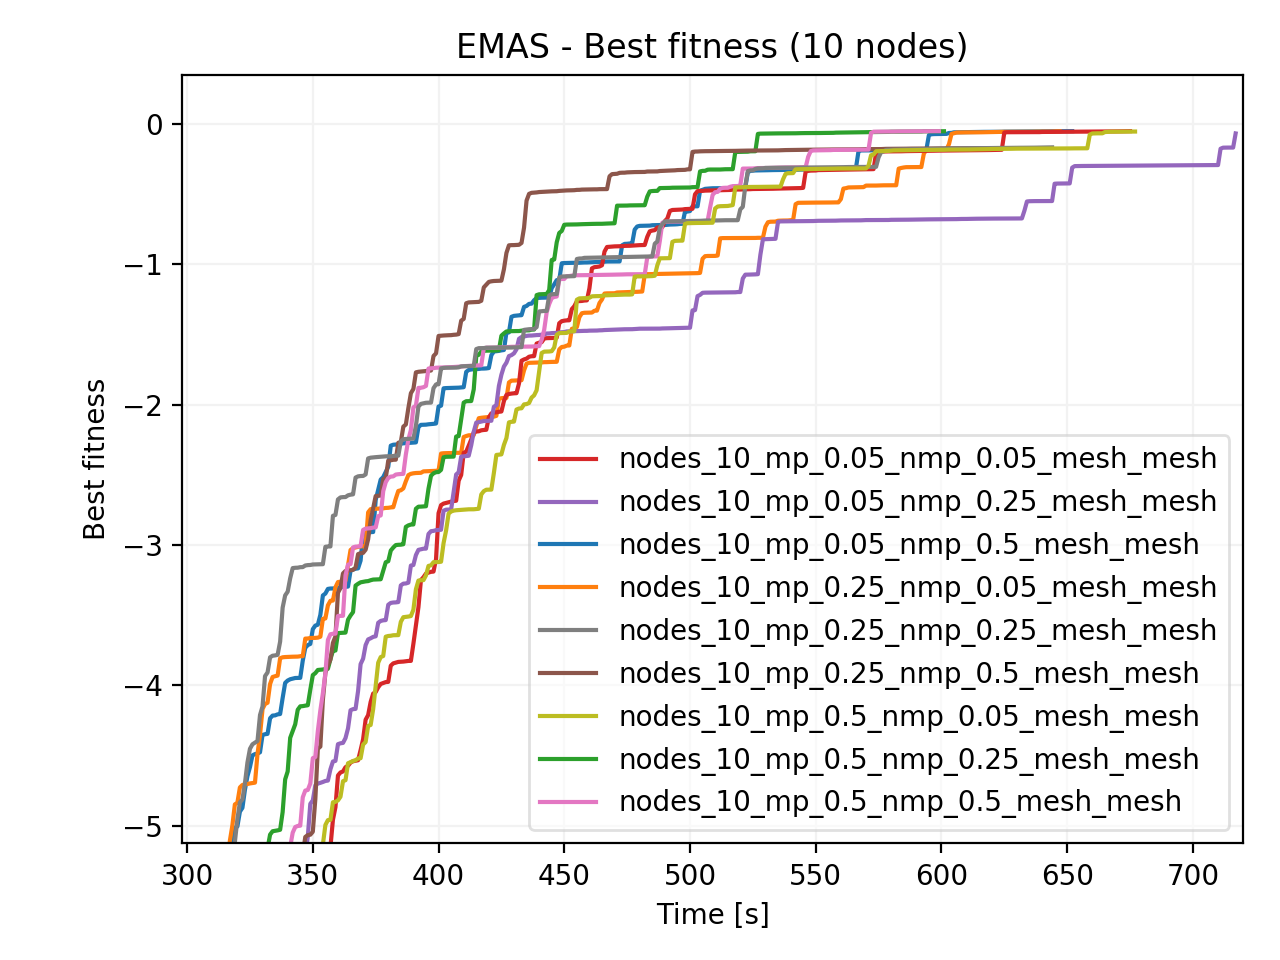 EMAS - Best fitness (10 nodes)
0
−1
−2
−3
−4
−5
Best fitness
nodes_10_mp_0.05_nmp_0.05_mesh_mesh
nodes_10_mp_0.05_nmp_0.25_mesh_mesh
nodes_10_mp_0.05_nmp_0.5_mesh_mesh
nodes_10_mp_0.25_nmp_0.05_mesh_mesh
nodes_10_mp_0.25_nmp_0.25_mesh_mesh
nodes_10_mp_0.25_nmp_0.5_mesh_mesh
nodes_10_mp_0.5_nmp_0.05_mesh_mesh
nodes_10_mp_0.5_nmp_0.25_mesh_mesh
nodes_10_mp_0.5_nmp_0.5_mesh_mesh
300 350 400 450 500 550 600 650 700
Time [s]